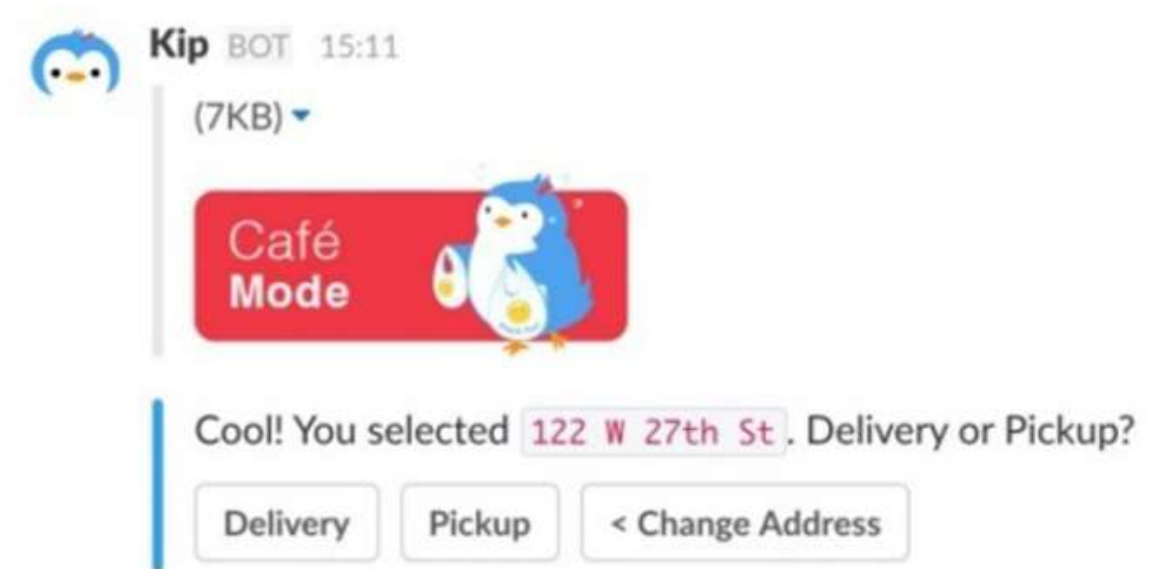 Kip BOT 15:11
(7KB)
Café
Mode
Cool! You selected 122 W 27th St. Delivery or Pickup?
Delivery Pickup < Change Address